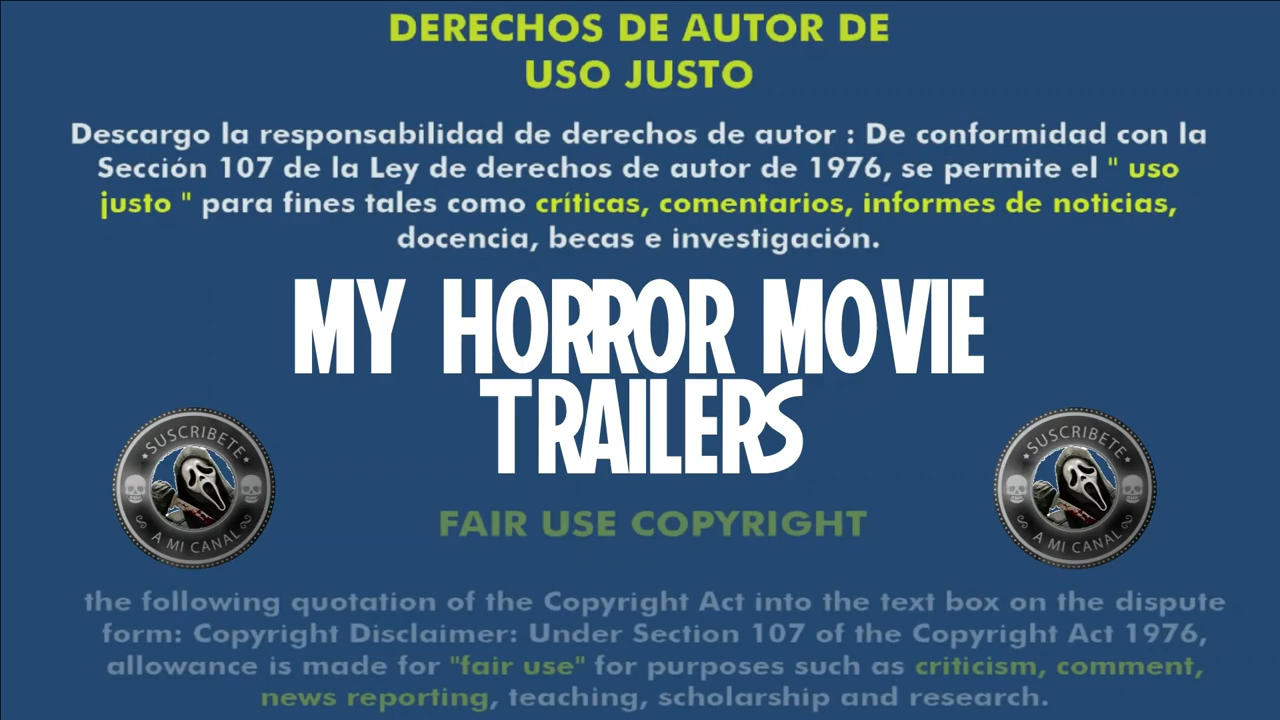 DERECHOS DE AUTOR DE
USO JUSTO
Descargo la responsabilidad de derechos de autor : De conformidad con la
Sección 107 de la Ley de derechos de autor de 1976, se permite el " uso
justo " para fines tales como críticas, comentarios, informes de noticias,
docencia, becas e investigación.
MY HORROR MOVIE
TRAILERS
SUSCRIBETE
A MI CANAL
SUSCRIBETE
A MI CANAL
FAIR USE COPYRIGHT
the following quotation of the Copyright Act into the text box on the dispute
form: Copyright Disclaimer: Under Section 107 of the Copyright Act 1976,
allowance is made for "fair use" for purposes such as criticism, comment,
news reporting, teaching, scholarship and research.